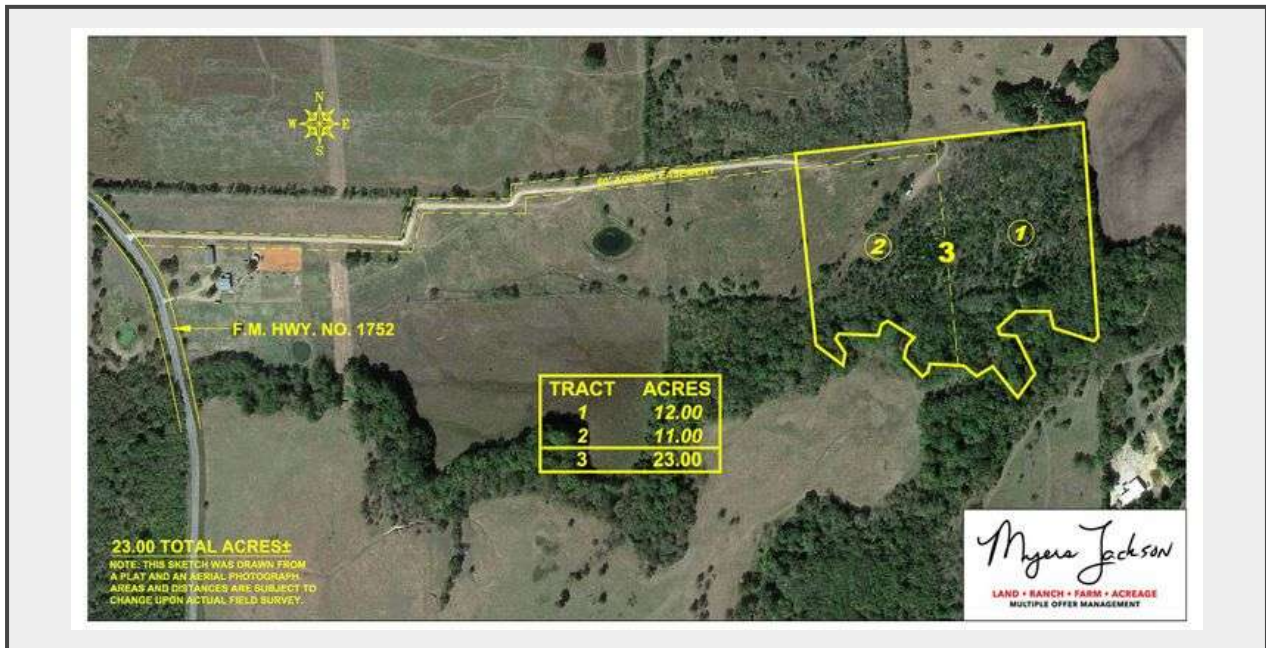 N
W E
S
60' ACCESS EASEMENT
2
3
1
F.M. HWY. NO. 1752
TRACT ACRES
1 12.00
2 11.00
3 23.00
23.00 TOTAL ACRES±
NOTE: THIS SKETCH WAS DRAWN FROM
A PLAT AND AN AERIAL PHOTOGRAPH.
AREAS AND DISTANCES ARE SUBJECT TO
CHANGE UPON ACTUAL FIELD SURVEY.
Myers Jackson
LAND • RANCH • FARM • ACREAGE
MULTIPLE OFFER MANAGEMENT